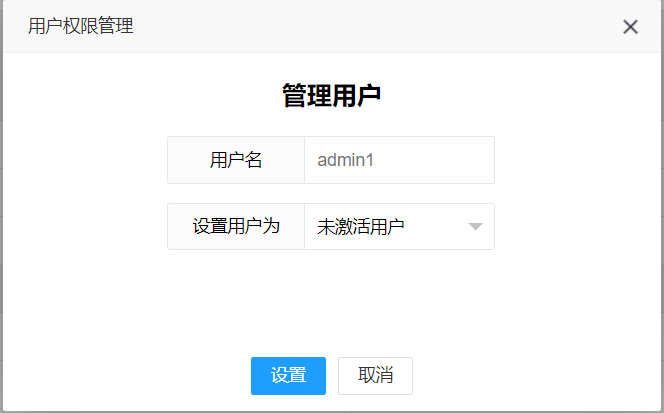 用户权限管理
管理用户
用户名 admin1
设置用户为 未激活用户
设置 取消